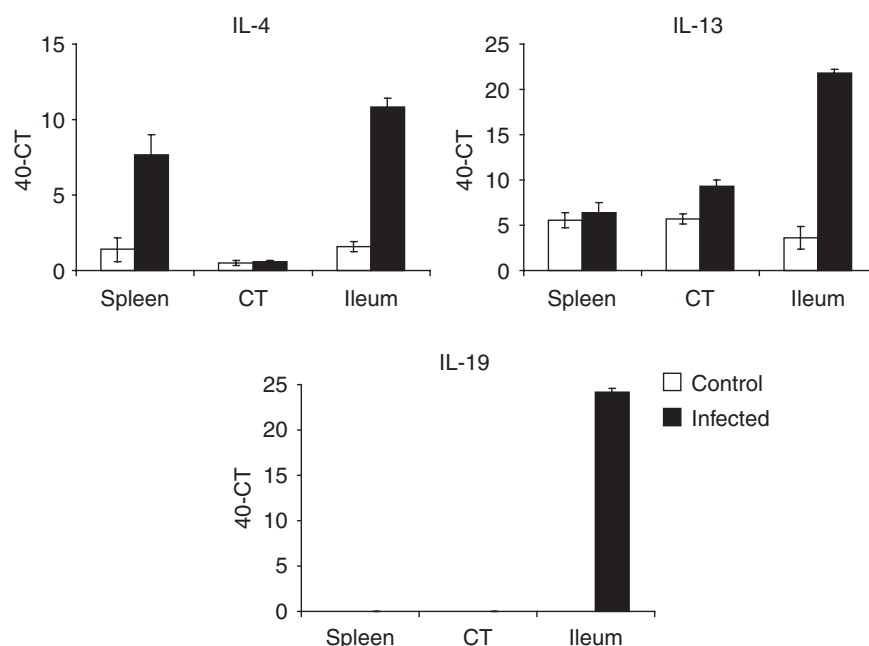 IL-4
15
10
5
0
40-CT
Spleen CT Ileum
IL-13
25
20
15
10
5
0
40-CT
Spleen CT Ileum
IL-19
25
20
15
10
5
0
40-CT
Spleen CT Ileum
Control
Infected